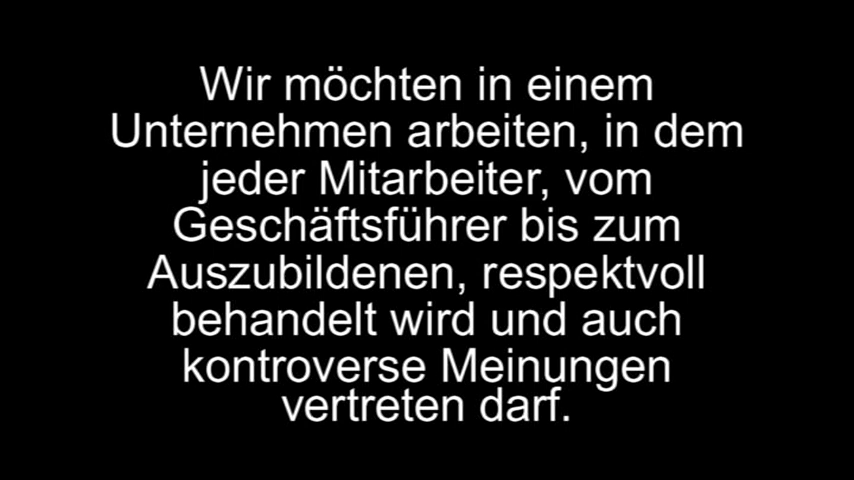 Wir möchten in einem
Unternehmen arbeiten, in dem
jeder Mitarbeiter, vom
Geschäftsführer bis zum
Auszubildenen, respektvoll
behandelt wird und auch
kontroverse Meinungen
vertreten darf.